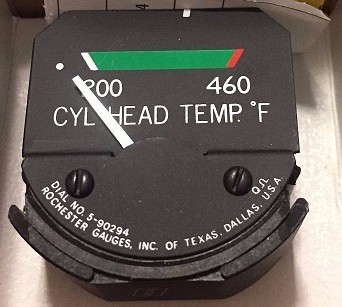 200 460
CYL HEAD TEMP. °F
DIAL NO. 5-90294 Ω
ROCHESTER GAUGES, INC. OF TEXAS, DALLAS, U.S.A.